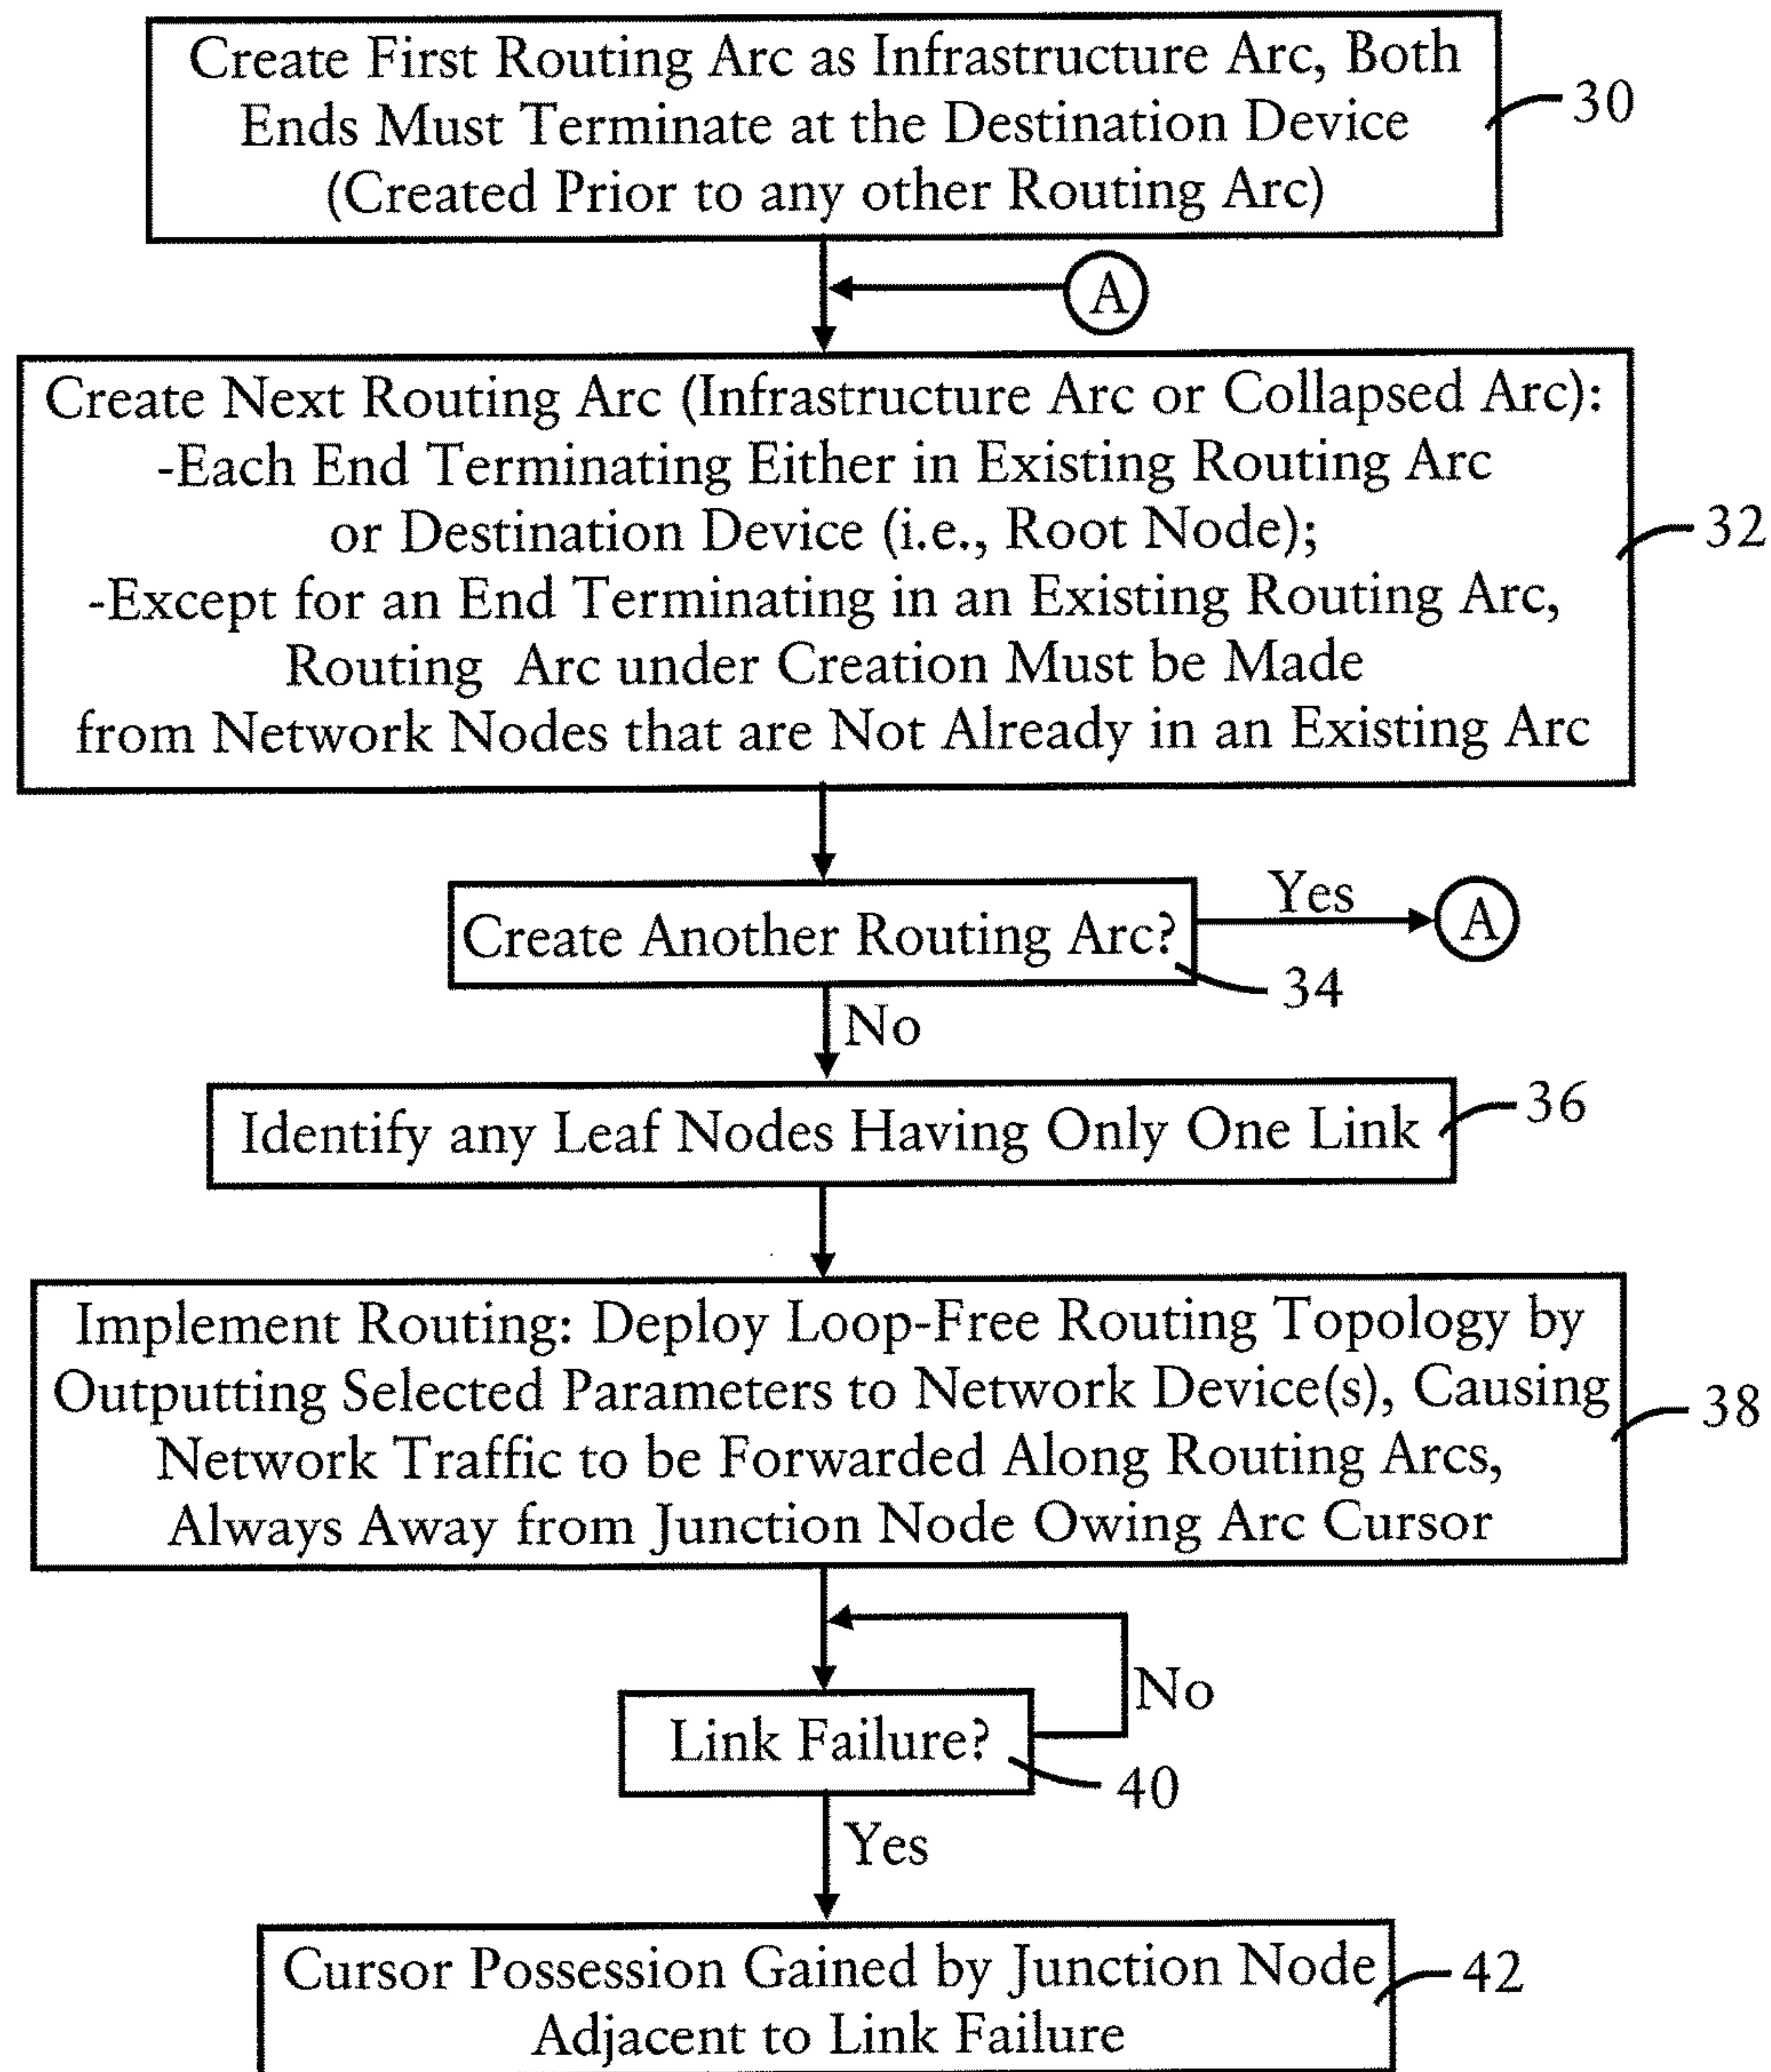 Create First Routing Arc as Infrastructure Arc, Both
Ends Must Terminate at the Destination Device
(Created Prior to any other Routing Arc)
30
A
Create Next Routing Arc (Infrastructure Arc or Collapsed Arc):
-Each End Terminating Either in Existing Routing Arc
or Destination Device (i.e., Root Node);
-Except for an End Terminating in an Existing Routing Arc,
Routing Arc under Creation Must be Made
from Network Nodes that are Not Already in an Existing Arc
32
Create Another Routing Arc?
Yes
A
34
No
Identify any Leaf Nodes Having Only One Link
36
Implement Routing: Deploy Loop-Free Routing Topology by
Outputting Selected Parameters to Network Device(s), Causing
Network Traffic to be Forwarded Along Routing Arcs,
Always Away from Junction Node Owing Arc Cursor
38
No
Link Failure?
40
Yes
Cursor Possession Gained by Junction Node
Adjacent to Link Failure
42